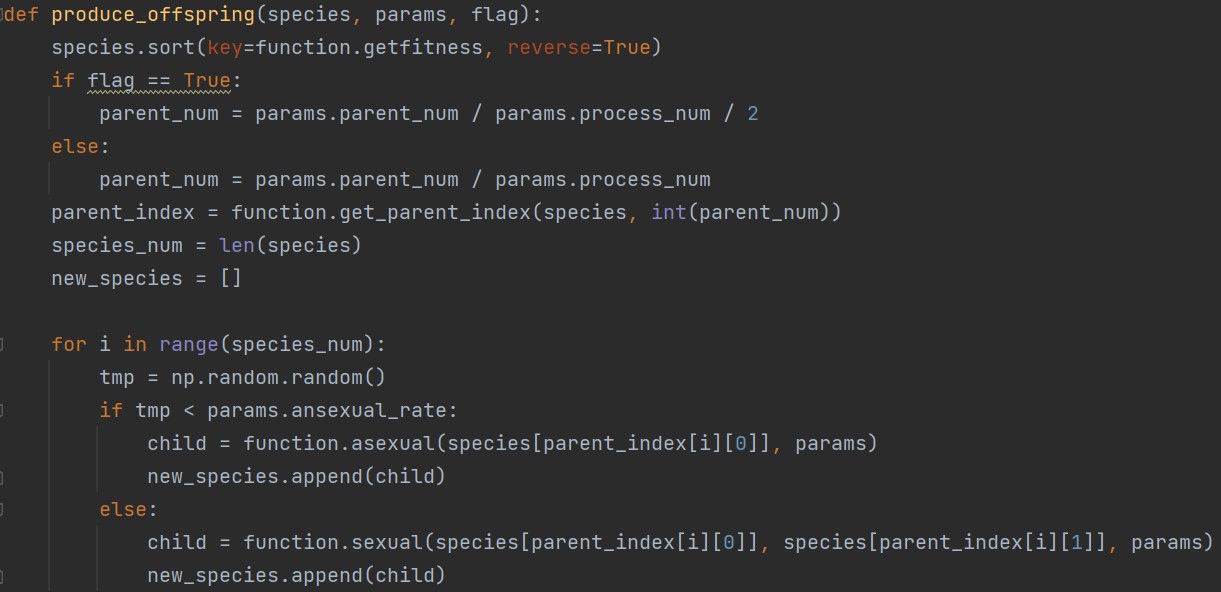 def produce_offspring(species, params, flag):
    species.sort(key=function.getfitness, reverse=True)
    if flag == True:
        parent_num = params.parent_num / params.process_num / 2
    else:
        parent_num = params.parent_num / params.process_num
    parent_index = function.get_parent_index(species, int(parent_num))
    species_num = len(species)
    new_species = []

    for i in range(species_num):
        tmp = np.random.random()
        if tmp < params.ansexual_rate:
            child = function.asexual(species[parent_index[i][0]], params)
            new_species.append(child)
        else:
            child = function.sexual(species[parent_index[i][0]], species[parent_index[i][1]], params)
            new_species.append(child)